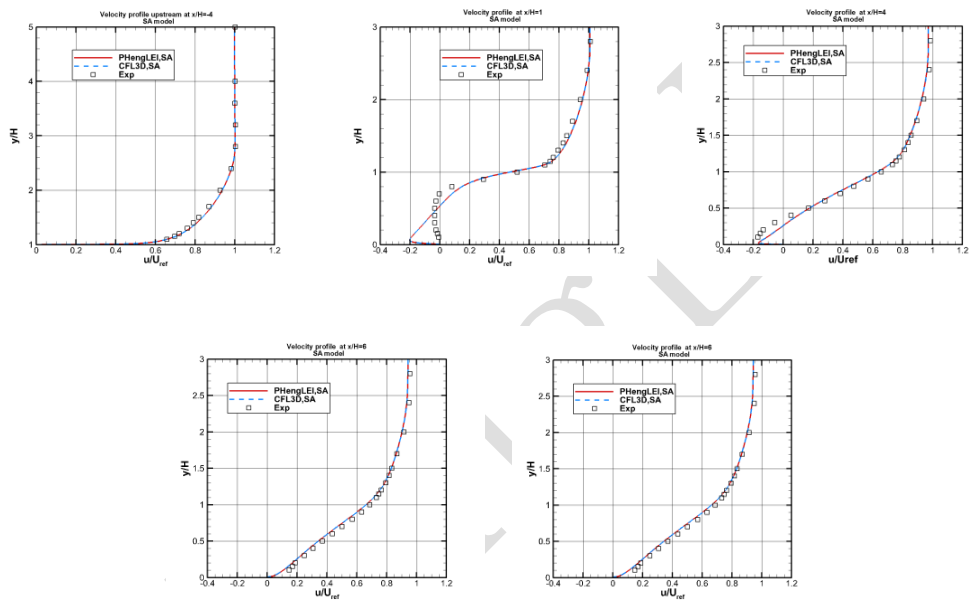 Velocity profile upstream at x/H=-4
SA model
PHengLEI,SA
CFL3D,SA
Exp
y/H
5
4
3
2
1
0 0.2 0.4 0.6 0.8 1 1.2
u/Uref
Velocity profile at x/H=1
SA model
PHengLEI,SA
CFL3D,SA
Exp
y/H
3
2
1
0
-0.4 -0.2 0 0.2 0.4 0.6 0.8 1 1.2
u/Uref
Velocity profile at x/H=4
SA model
PHengLEI,SA
CFL3D,SA
Exp
y/H
3
2.5
2
1.5
1
0.5
0
-0.4 -0.2 0 0.2 0.4 0.6 0.8 1 1.2
u/Uref
Velocity profile at x/H=6
SA model
PHengLEI,SA
CFL3D,SA
Exp
y/H
3
2.5
2
1.5
1
0.5
0
-0.4 -0.2 0 0.2 0.4 0.6 0.8 1 1.2
u/Uref
Velocity profile at x/H=6
SA model
PHengLEI,SA
CFL3D,SA
Exp
y/H
3
2.5
2
1.5
1
0.5
0
-0.4 -0.2 0 0.2 0.4 0.6 0.8 1 1.2
u/Uref